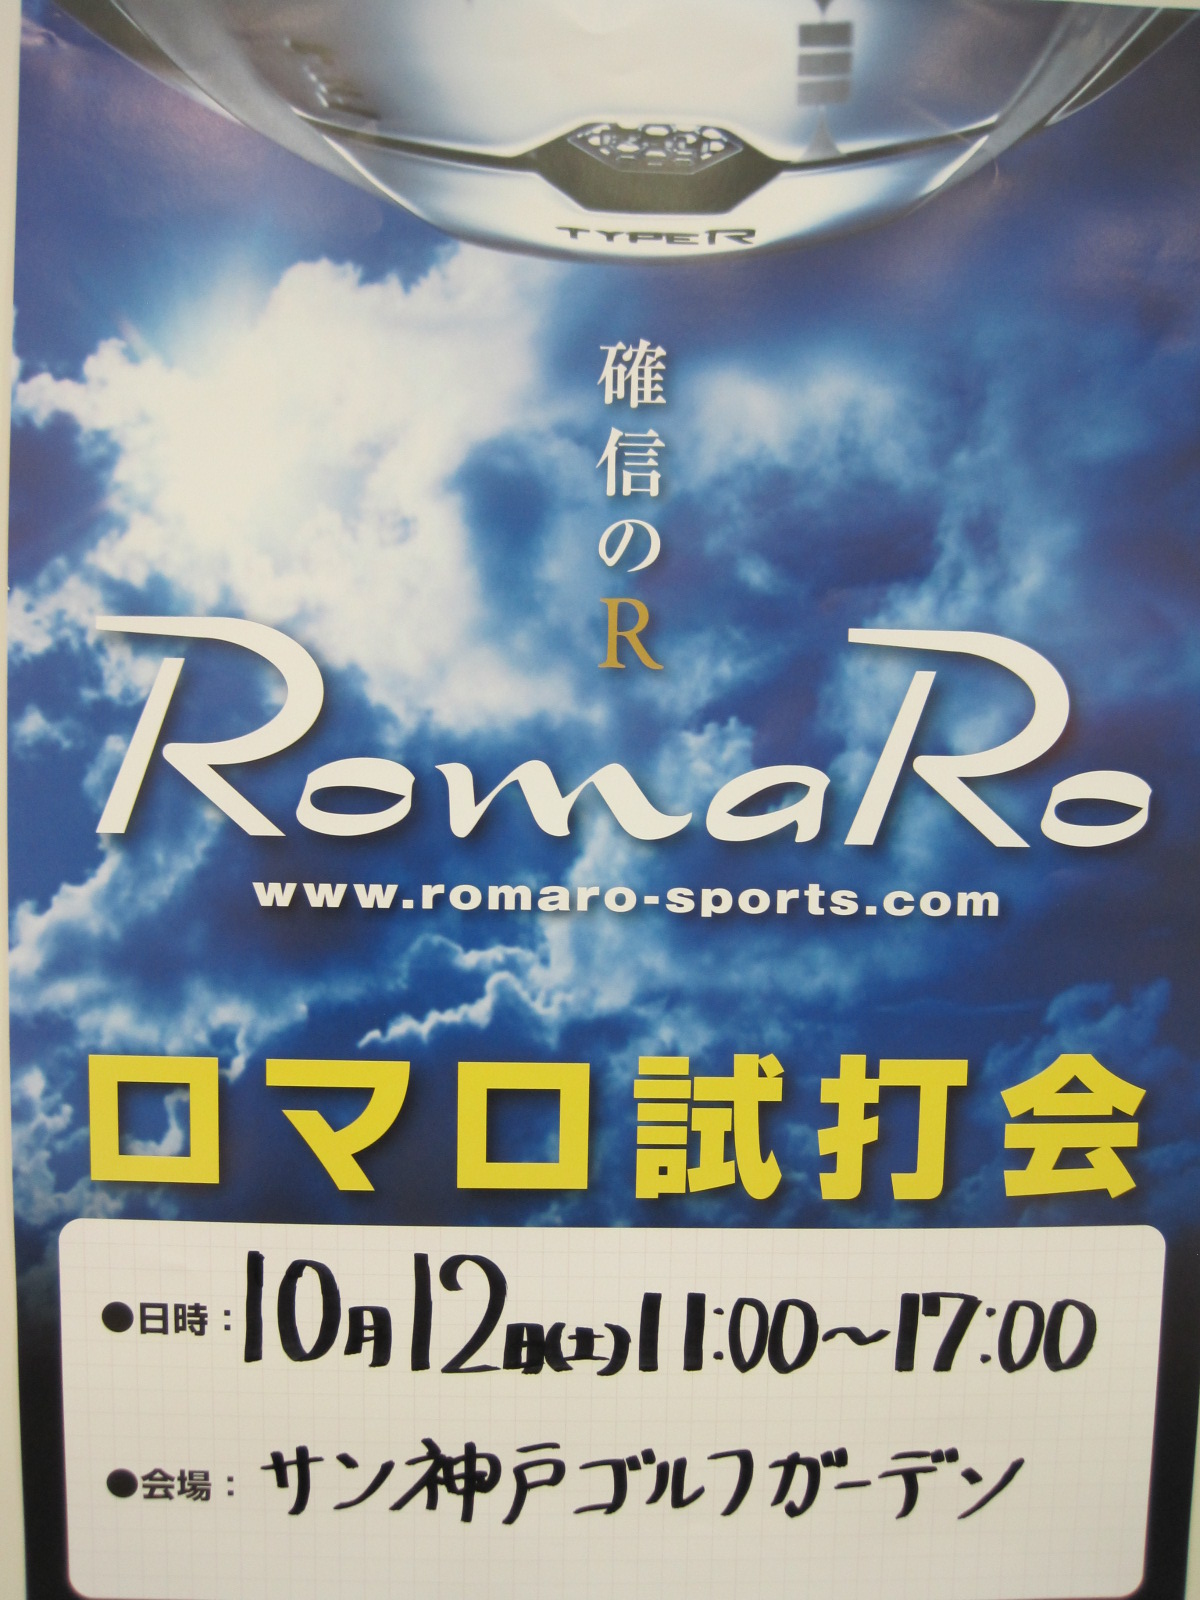 TYPE R
確信のR
RomaRo
www.romaro-sports.com
ロマロ試打会
●日時：10月12日(土)11:00～17:00
●会場：サン神戸ゴルフガーデン